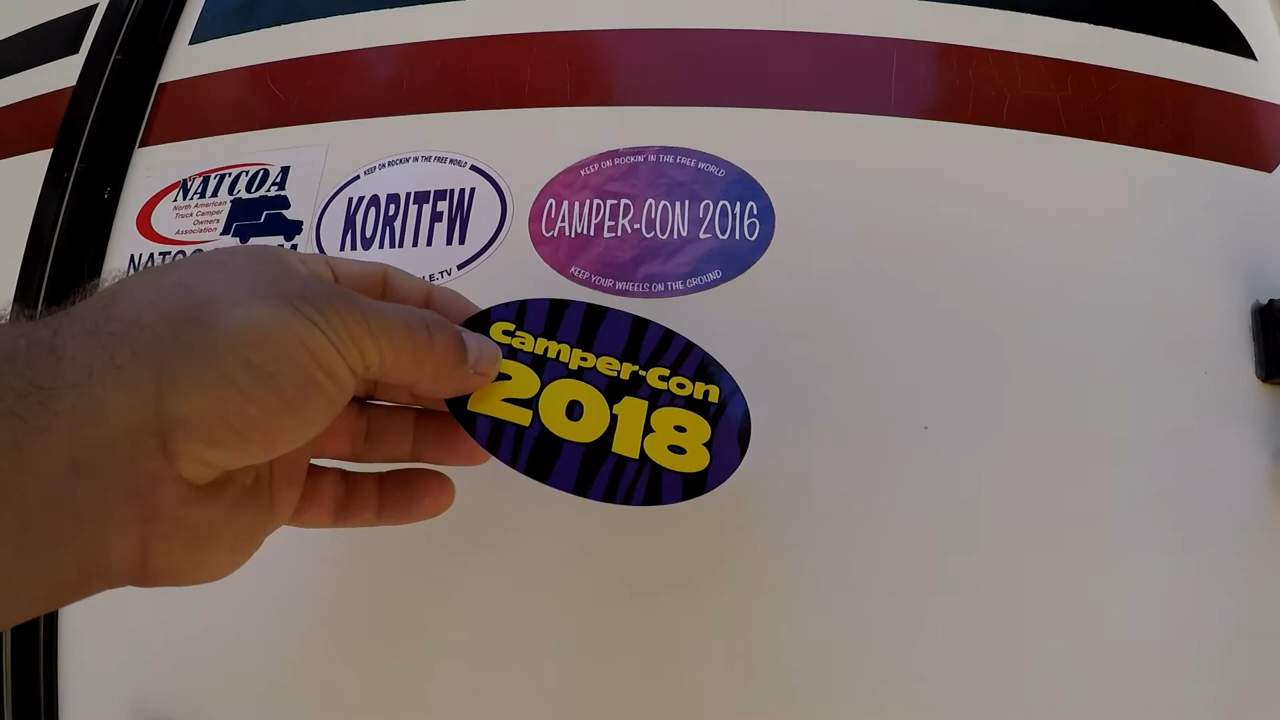 NATCOA
North American
Truck Camper
Owners
Association
KEEP ON ROCKIN' IN THE FREE WORLD
KORITFW
KEEP ON ROCKIN' IN THE FREE WORLD
CAMPER-CON 2016
KEEP YOUR WHEELS ON THE GROUND
Camper-Con
2018